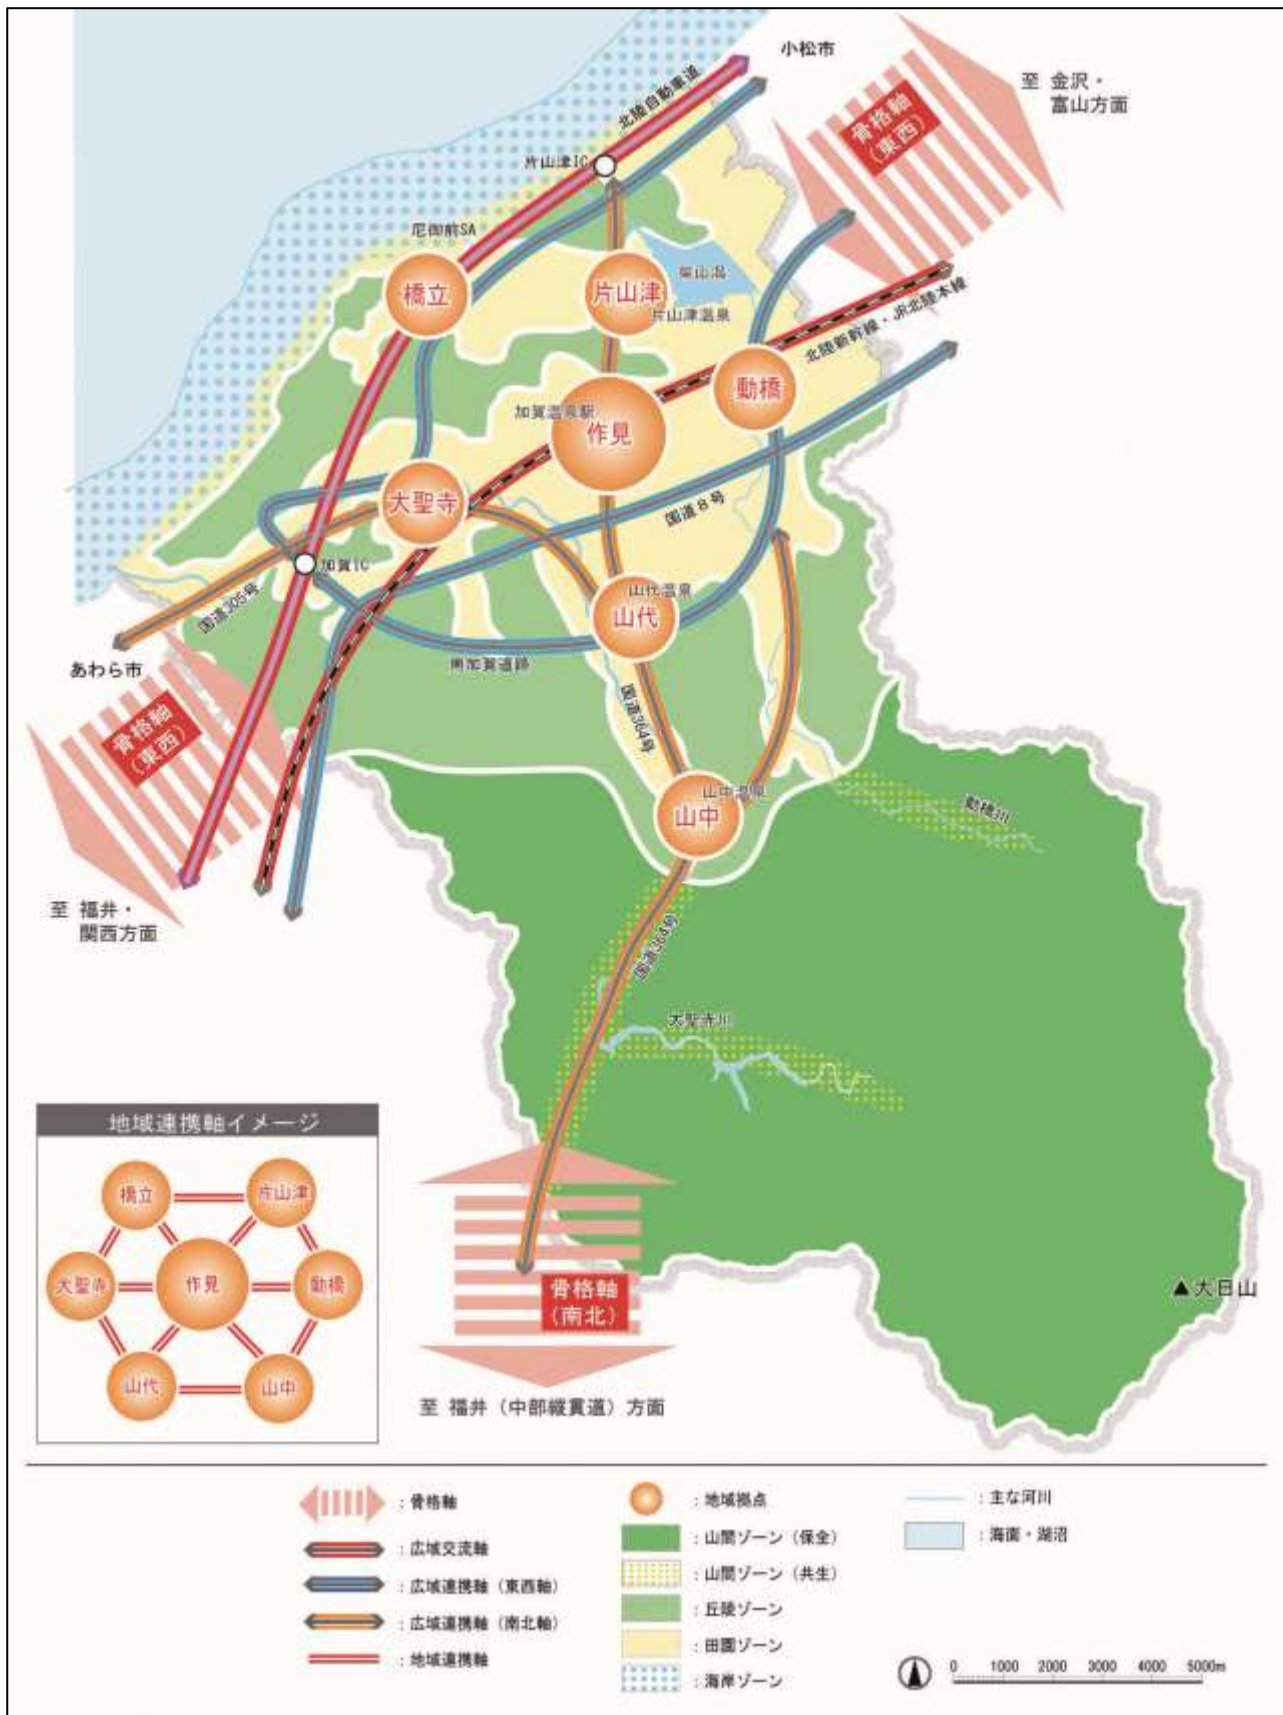 小松市
至 金沢・
富山方面
北陸自動車道
骨格軸
(東西)
片山津IC
尼御前SA
橋立
片山津
柴山潟
片山津温泉
北陸新幹線・JR北陸本線
動橋
加賀温泉駅
作見
大聖寺
国道8号
加賀IC
国道305号
山代温泉
山代
あわら市
南加賀道路
骨格軸
(東西)
国道364号
山中温泉
山中
動橋川
至 福井・
関西方面
国道364号
大聖寺川
地域連携軸イメージ
橋立
片山津
大聖寺
作見
動橋
山代
山中
骨格軸
(南北)
▲大日山
至 福井（中部縦貫道）方面
：骨格軸
：広域交流軸
：広域連携軸（東西軸）
：広域連携軸（南北軸）
：地域連携軸
：地域拠点
：山間ゾーン（保全）
：山間ゾーン（共生）
：丘陵ゾーン
：田園ゾーン
：海岸ゾーン
：主な河川
：海面・湖沼
0 1000 2000 3000 4000 5000m